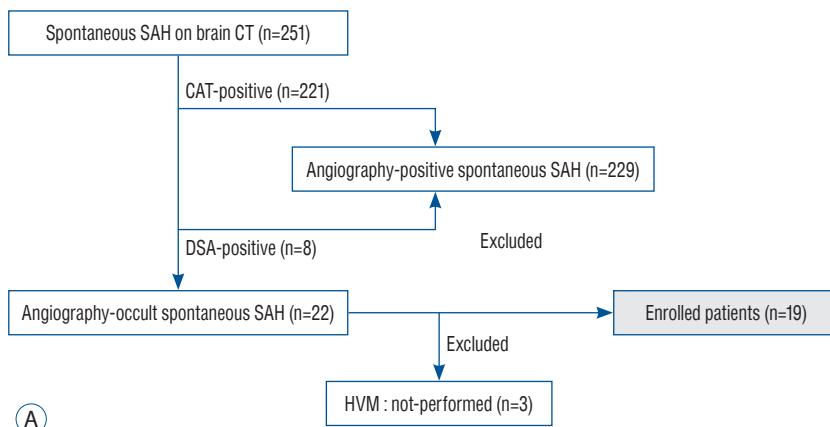 Spontaneous SAH on brain CT (n=251)
CAT-positive (n=221)
Angiography-positive spontaneous SAH (n=229)
DSA-positive (n=8)
Excluded
Angiography-occult spontaneous SAH (n=22)
Enrolled patients (n=19)
Excluded
HVM : not-performed (n=3)
A